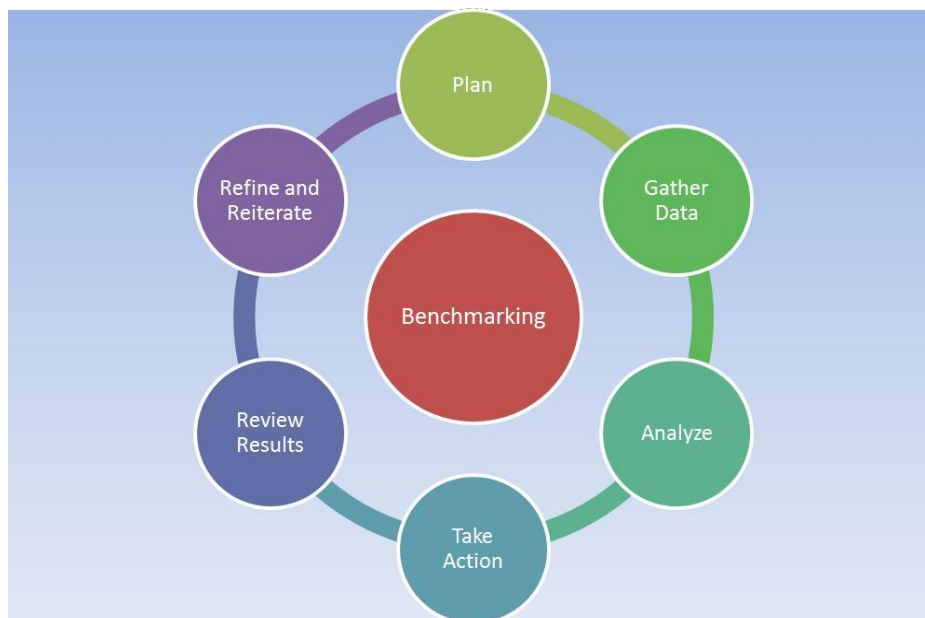 Plan
Gather
Data
Analyze
Take
Action
Review
Results
Refine and
Reiterate
Benchmarking